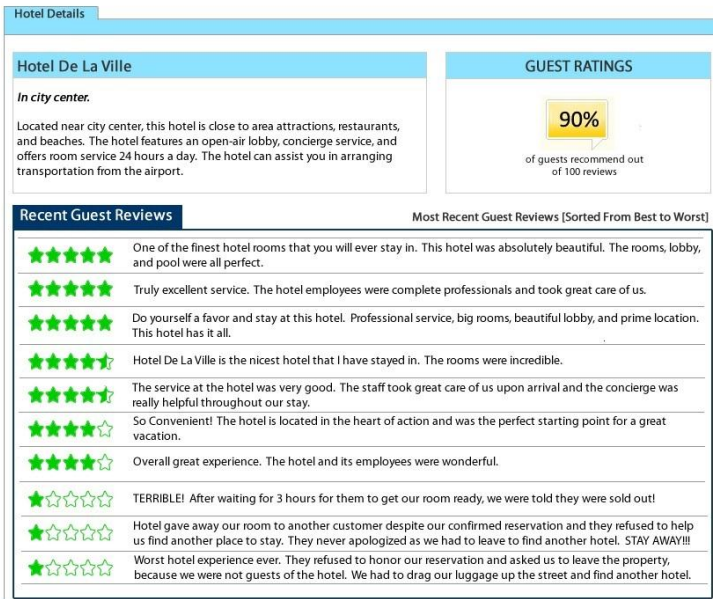 Hotel Details
Hotel De La Ville
In city center.
Located near city center, this hotel is close to area attractions, restaurants,
and beaches. The hotel features an open-air lobby, concierge service, and
offers room service 24 hours a day. The hotel can assist you in arranging
transportation from the airport.
GUEST RATINGS
90%
of guests recommend out
of 100 reviews
Recent Guest Reviews
Most Recent Guest Reviews [Sorted From Best to Worst]
One of the finest hotel rooms that you will ever stay in. This hotel was absolutely beautiful. The rooms, lobby,
and pool were all perfect.
Truly excellent service. The hotel employees were complete professionals and took great care of us.
Do yourself a favor and stay at this hotel. Professional service, big rooms, beautiful lobby, and prime location.
This hotel has it all.
Hotel De La Ville is the nicest hotel that I have stayed in. The rooms were incredible.
The service at the hotel was very good. The staff took great care of us upon arrival and the concierge was
really helpful throughout our stay.
So Convenient! The hotel is located in the heart of action and was the perfect starting point for a great
vacation.
Overall great experience. The hotel and its employees were wonderful.
TERRIBLE! After waiting for 3 hours for them to get our room ready, we were told they were sold out!
Hotel gave away our room to another customer despite our confirmed reservation and they refused to help
us find another place to stay. They never apologized as we had to leave to find another hotel. STAY AWAY!!!
Worst hotel experience ever. They refused to honor our reservation and asked us to leave the property,
because we were not guests of the hotel. We had to drag our luggage up the street and find another hotel.